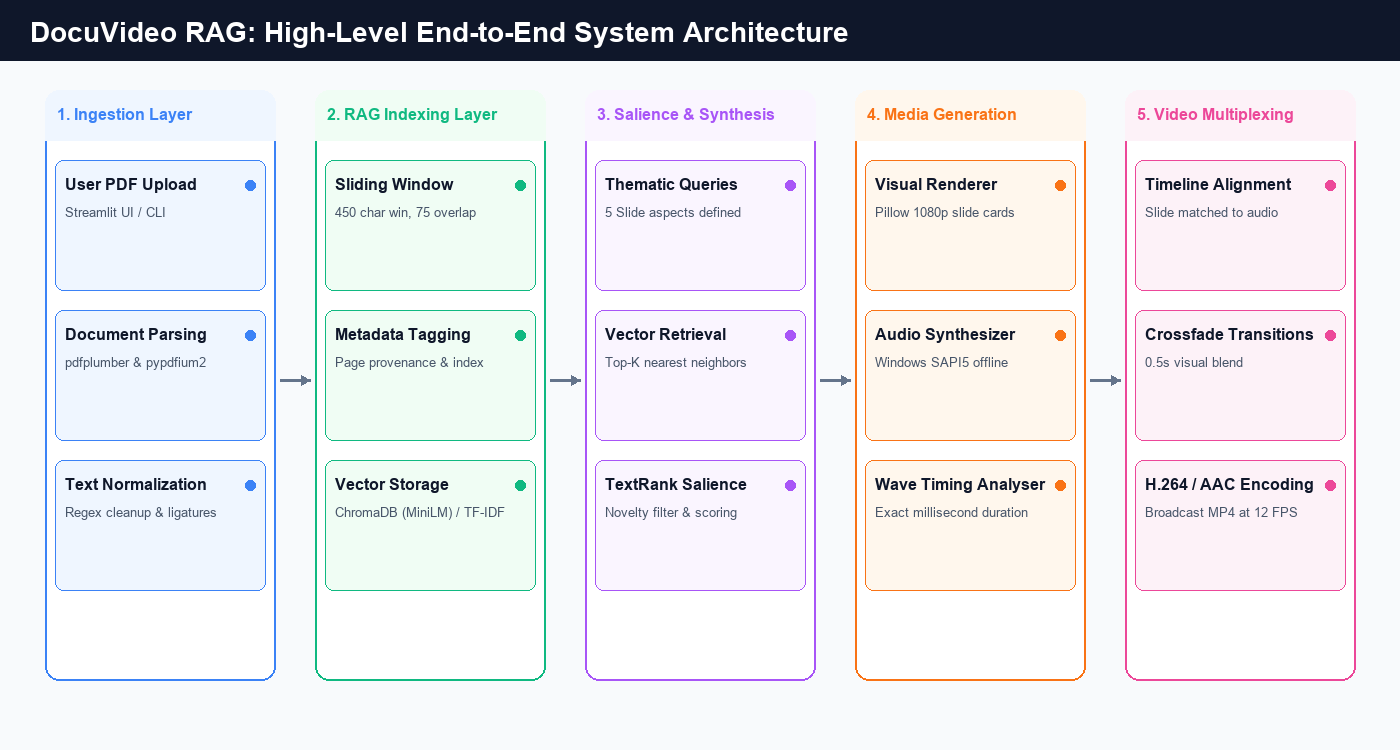 DocuVideo RAG: High-Level End-to-End System Architecture
1. Ingestion Layer
User PDF Upload
Streamlit UI / CLI
Document Parsing
pdfplumber & pypdfium2
Text Normalization
Regex cleanup & ligatures
2. RAG Indexing Layer
Sliding Window
450 char win, 75 overlap
Metadata Tagging
Page provenance & index
Vector Storage
ChromaDB (MiniLM) / TF-IDF
3. Salience & Synthesis
Thematic Queries
5 Slide aspects defined
Vector Retrieval
Top-K nearest neighbors
TextRank Salience
Novelty filter & scoring
4. Media Generation
Visual Renderer
Pillow 1080p slide cards
Audio Synthesizer
Windows SAPI5 offline
Wave Timing Analyser
Exact millisecond duration
5. Video Multiplexing
Timeline Alignment
Slide matched to audio
Crossfade Transitions
0.5s visual blend
H.264 / AAC Encoding
Broadcast MP4 at 12 FPS